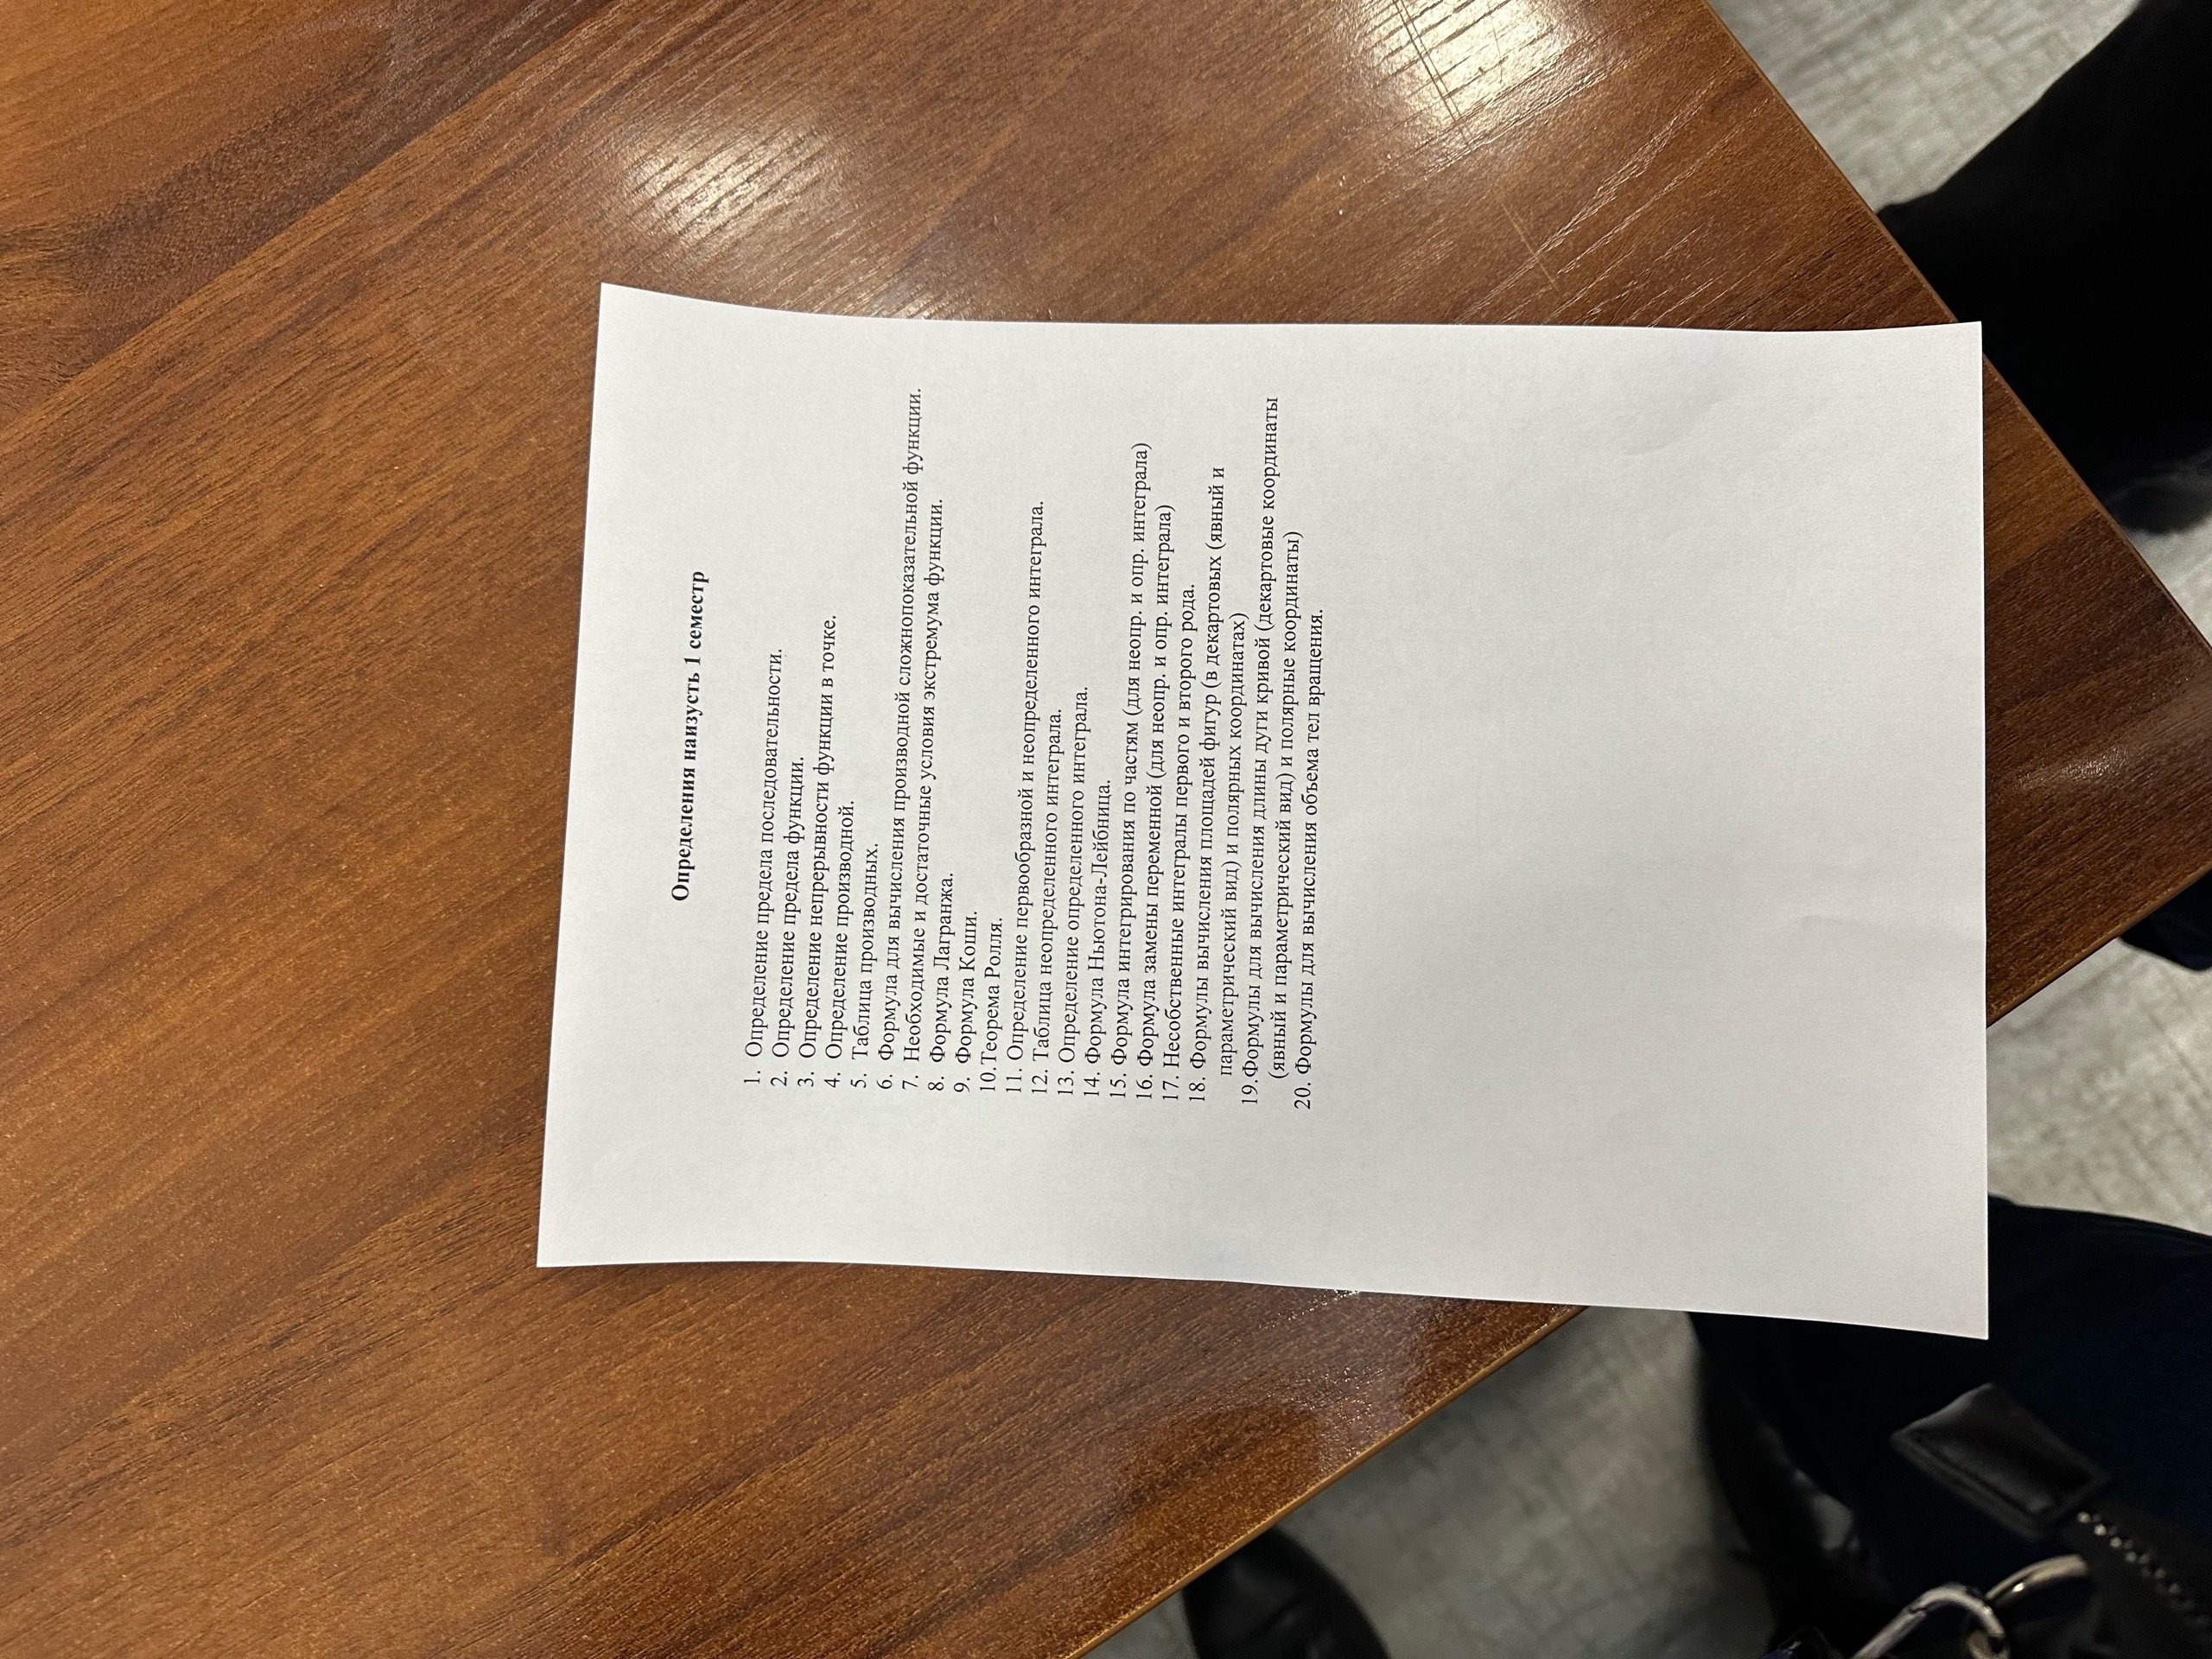 Определения наизусть 1 семестр
1. Определение предела последовательности.
2. Определение предела функции.
3. Определение непрерывности функции в точке.
4. Определение производной.
5. Таблица производных.
6. Формула для вычисления производной сложнопоказательной функции.
7. Необходимые и достаточные условия экстремума функции.
8. Формула Лагранжа.
9. Формула Коши.
10.Теорема Ролля.
11. Определение первообразной и неопределенного интеграла.
12. Таблица неопределенного интеграла.
13. Определение определенного интеграла.
14. Формула Ньютона-Лейбница.
15. Формула интегрирования по частям (для неопр. и опр. интеграла)
16. Формула замены переменной (для неопр. и опр. интеграла)
17. Несобственные интегралы первого и второго рода.
18. Формулы вычисления площадей фигур (в декартовых (явный и
параметрический вид) и полярных координатах)
19.Формулы для вычисления длины дуги кривой (декартовые координаты
(явный и параметрический вид) и полярные координаты)
20. Формулы для вычисления объема тел вращения.